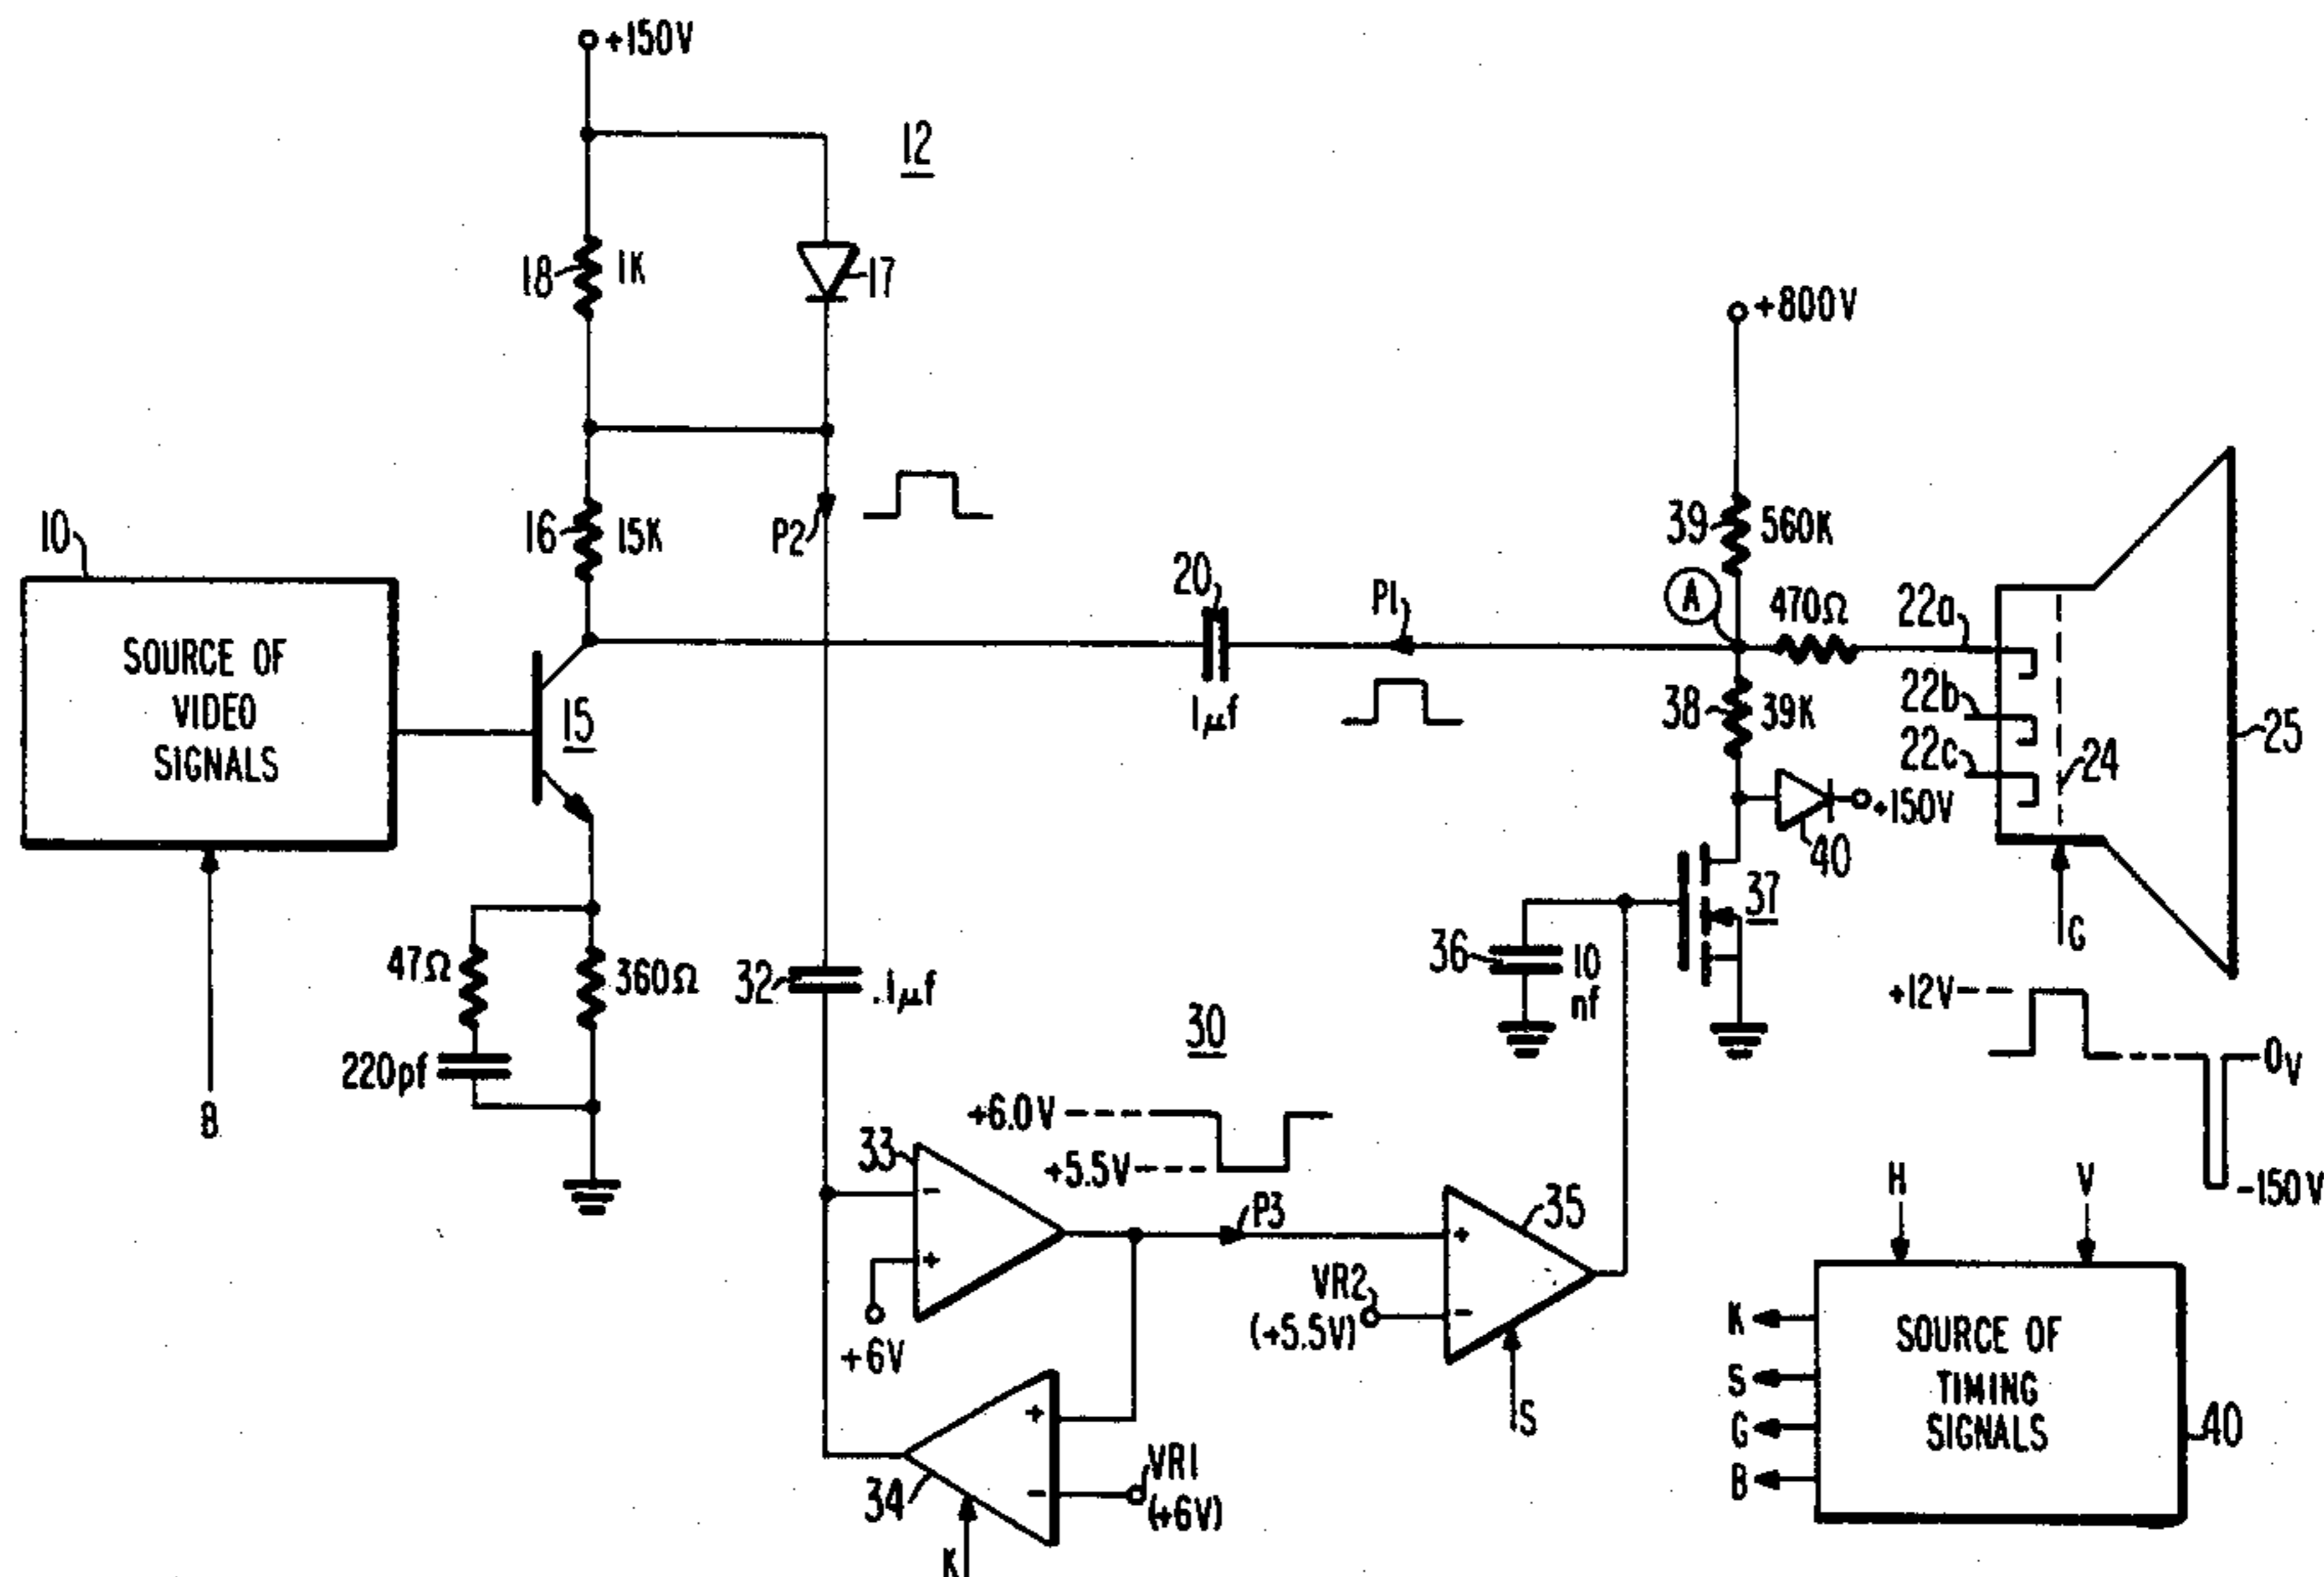 +150V
12
18
1K
17
+800V
16
15K
P2
10
SOURCE OF
VIDEO
SIGNALS
15
20
1μf
P1
39
560K
A
470Ω
22a
22b
22c
38
39K
24
25
+150V
40
37
G
B
47Ω
360Ω
220pf
32
.1μf
30
36
10
nf
+12V
0V
-150V
+6.0V
+5.5V
33
-
+
+6V
P3
35
+
-
VR2
(+5.5V)
S
34
+
-
VR1
(+6V)
K
H
V
K
S
G
B
SOURCE OF
TIMING
SIGNALS
40